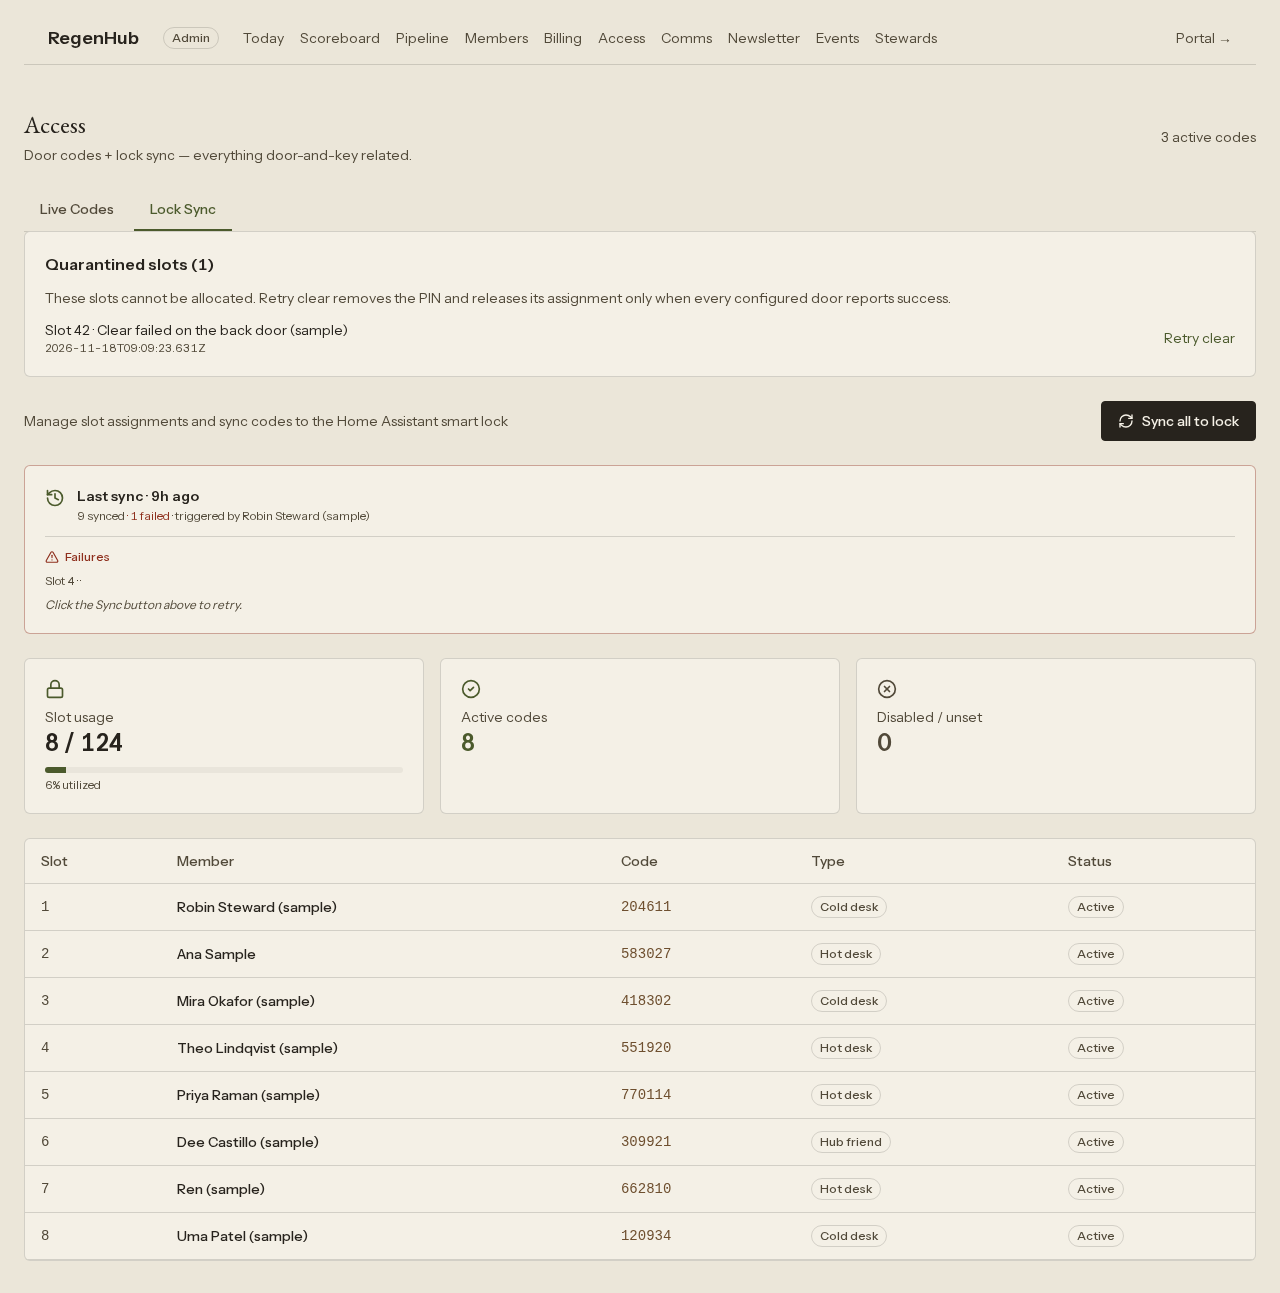 RegenHub Admin Today Scoreboard Pipeline Members Billing Access Comms Newsletter Events Stewards Portal →
Access
Door codes + lock sync — everything door-and-key related.
3 active codes
Live Codes Lock Sync
Quarantined slots (1)
These slots cannot be allocated. Retry clear removes the PIN and releases its assignment only when every configured door reports success.
Slot 42 · Clear failed on the back door (sample)
2026-11-18T09:09:23.631Z
Retry clear
Manage slot assignments and sync codes to the Home Assistant smart lock
Sync all to lock
Last sync · 9h ago
9 synced · 1 failed · triggered by Robin Steward (sample)
Failures
Slot 4 · ·
Click the Sync button above to retry.
Slot usage
8 / 124
6% utilized
Active codes
8
Disabled / unset
0
Slot Member Code Type Status
1 Robin Steward (sample) 204611 Cold desk Active
2 Ana Sample 583027 Hot desk Active
3 Mira Okafor (sample) 418302 Cold desk Active
4 Theo Lindqvist (sample) 551920 Hot desk Active
5 Priya Raman (sample) 770114 Hot desk Active
6 Dee Castillo (sample) 309921 Hub friend Active
7 Ren (sample) 662810 Hot desk Active
8 Uma Patel (sample) 120934 Cold desk Active